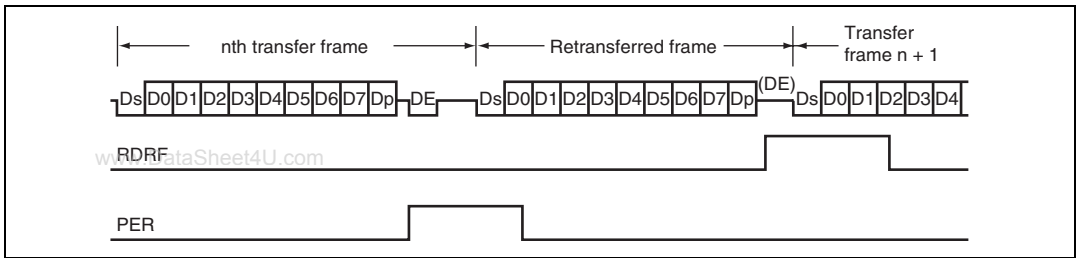 nth transfer frame
Retransferred frame
Transfer
frame n + 1
Ds D0 D1 D2 D3 D4 D5 D6 D7 Dp DE Ds D0 D1 D2 D3 D4 D5 D6 D7 Dp (DE) Ds D0 D1 D2 D3 D4
RDRF
www.DataSheet4U.com
PER